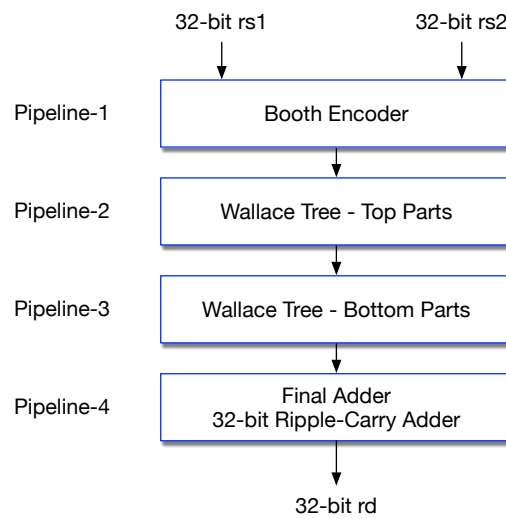 32-bit rs1
32-bit rs2
Pipeline-1
Booth Encoder
Pipeline-2
Wallace Tree - Top Parts
Pipeline-3
Wallace Tree - Bottom Parts
Pipeline-4
Final Adder
32-bit Ripple-Carry Adder
32-bit rd